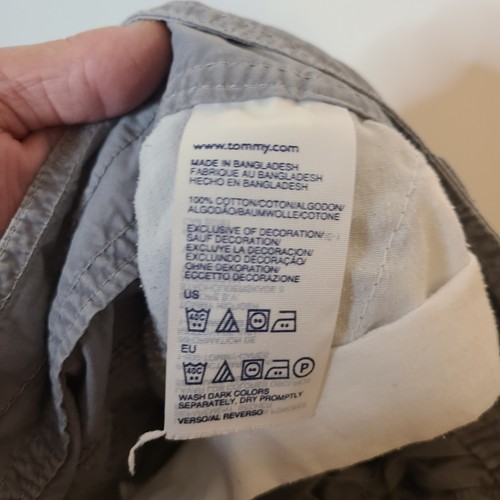 www.tommy.com
MADE IN BANGLADESH
FABRIQUE AU BANGLADESH
HECHO EN BANGLADESH
100% COTTON/COTON/ALGODON/
ALGODÃO/BAUMWOLLE/COTONE
EXCLUSIVE OF DECORATION/
SAUF DECORATION/
EXCLUYE LA DECORACION/
EXCLUINDO DECORAÇÃO/
OHNE DEKORATION/
ECCETTO DECORAZIONE
US
40C
EU
40C P
WASH DARK COLORS
SEPARATELY, DRY PROMPTLY
VERSO/AL REVERSO